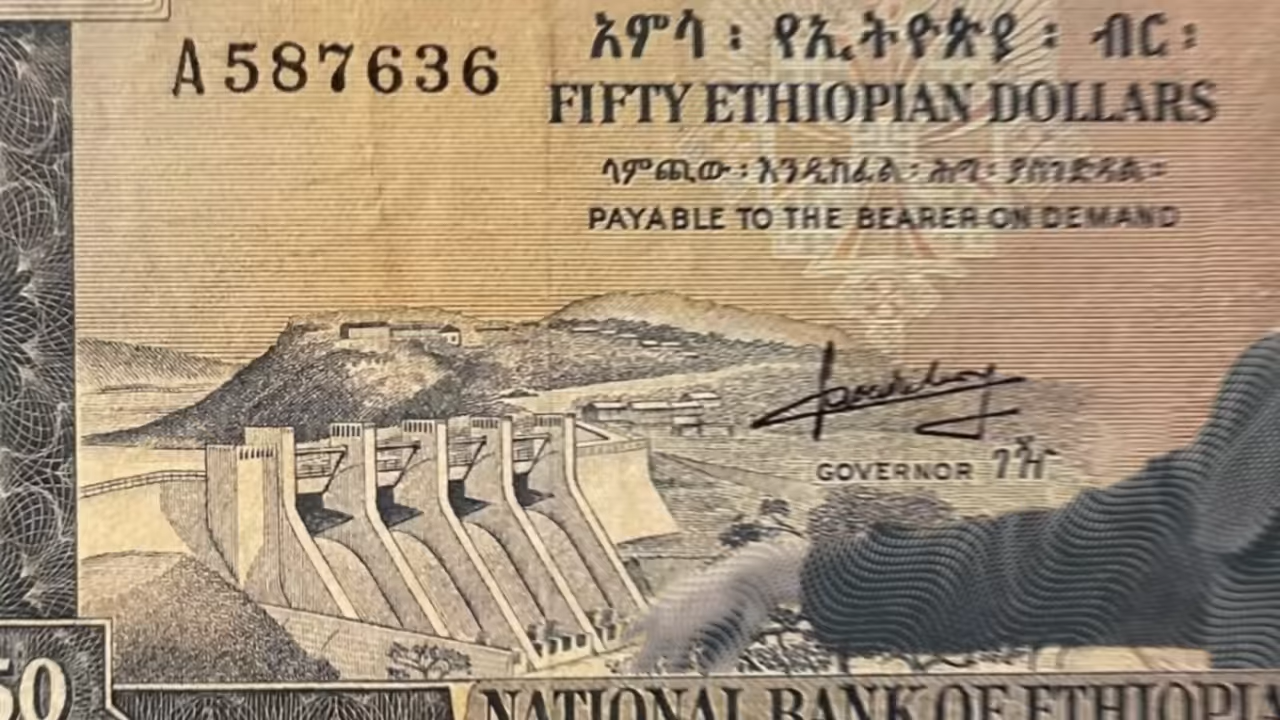 A587636
አምሳ ፡ የኢትዮጵያ ፡ ብር ፡
FIFTY ETHIOPIAN DOLLARS
ላምጪው ፡ እንዲከፈል ፡ ሕግ ፡ ያስገድዳል ።
PAYABLE TO THE BEARER ON DEMAND
GOVERNOR ገዥ
50
NATIONAL BANK OF ETHIOPIA